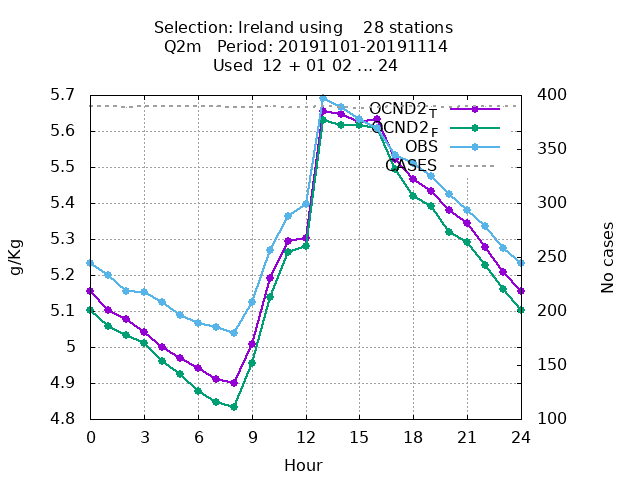 Selection: Ireland using    28 stations
Q2m   Period: 20191101-20191114
Used  12 + 01 02 ... 24
5.7
5.6
5.5
5.4
5.3
5.2
5.1
5
4.9
4.8
400
350
300
250
200
150
100
g/Kg
No cases
OCND2 T
OCND2 F
OBS
CASES
0 3 6 9 12 15 18 21 24
Hour